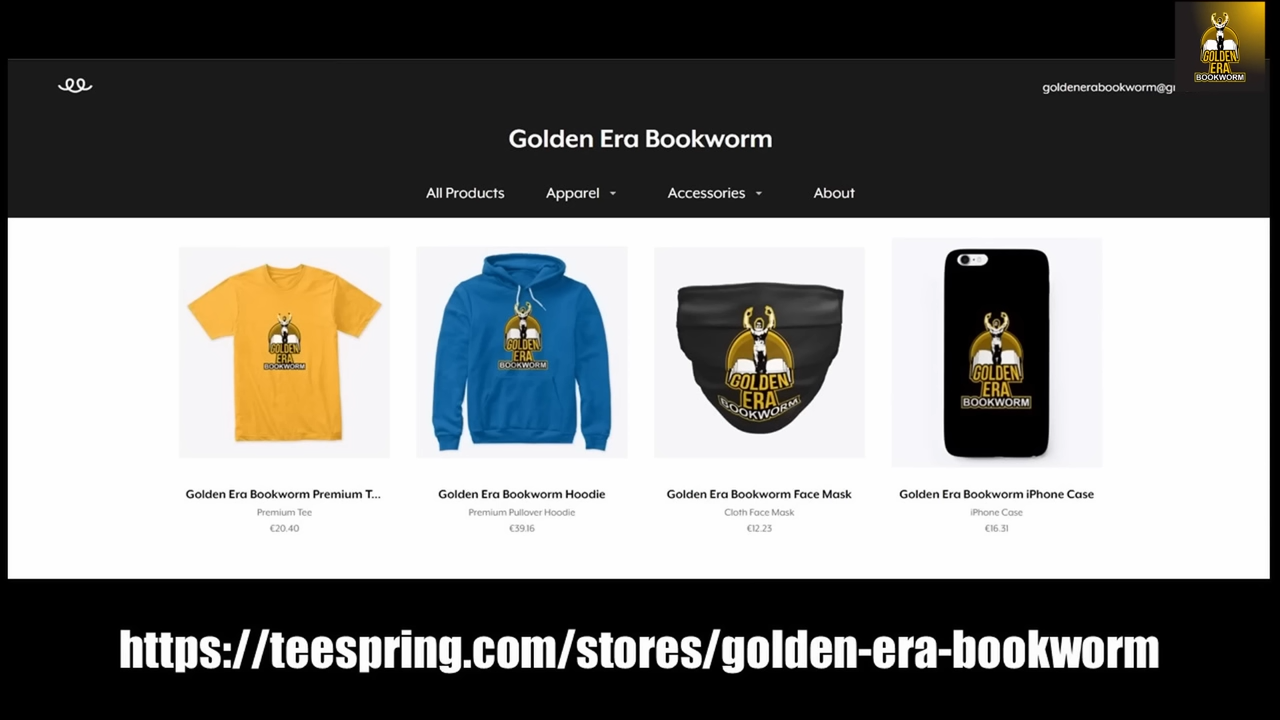 GOLDEN
ERA
BOOKWORM
goldenerabookworm@g
Golden Era Bookworm
All Products Apparel Accessories About
GOLDEN
ERA
BOOKWORM
GOLDEN
ERA
BOOKWORM
GOLDEN
ERA
BOOKWORM
GOLDEN
ERA
BOOKWORM
Golden Era Bookworm Premium T... Golden Era Bookworm Hoodie Golden Era Bookworm Face Mask Golden Era Bookworm iPhone Case
Premium Tee Premium Pullover Hoodie Cloth Face Mask iPhone Case
€20.40 €39.16 €12.23 €16.31
https://teespring.com/stores/golden-era-bookworm